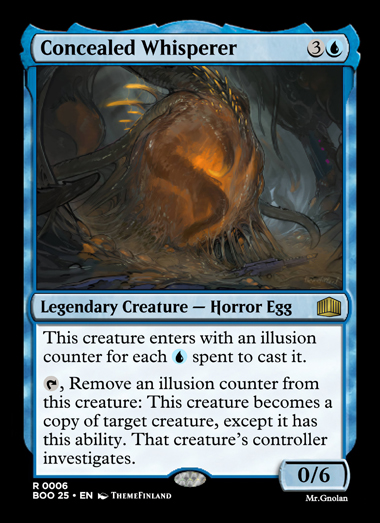 Concealed Whisperer 3
Legendary Creature — Horror Egg
This creature enters with an illusion
counter for each spent to cast it.
, Remove an illusion counter from
this creature: This creature becomes a
copy of target creature, except it has
this ability. That creature's controller
investigates.
0/6
R 0006
BOO 25 • EN ThemeFinland
Mr.Gnolan